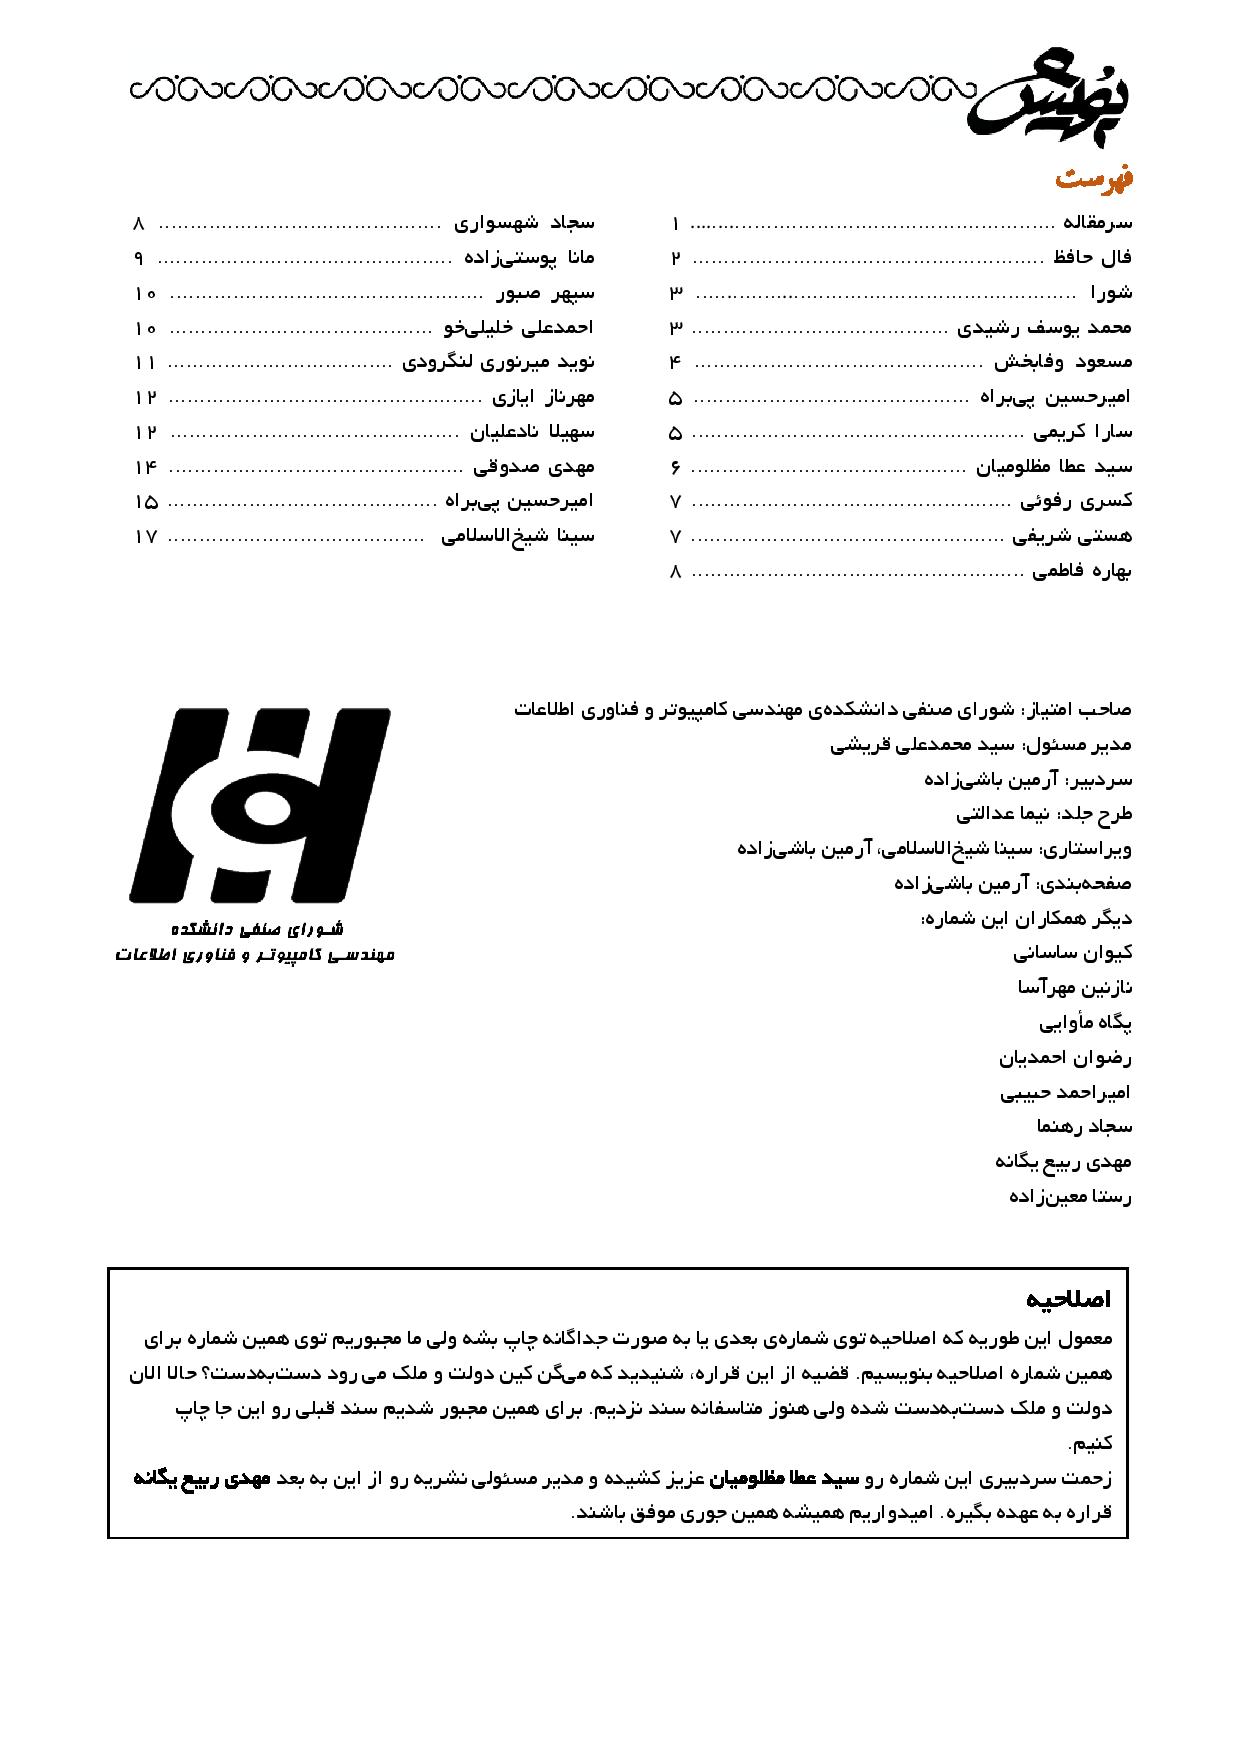 پویش
فهرست
سرمقاله ........................................................ ۱
فال حافظ ........................................................ ۲
شورا ............................................................. ۳
محمد یوسف رشیدی ......................................... ۳
مسعود وفابخش .............................................. ۴
امیرحسین پی‌براه ............................................ ۵
سارا کریمی ..................................................... ۵
سید عطا مظلومیان ............................................ ۶
کسری رفوئی ................................................... ۷
هستی شریفی .................................................. ۷
بهاره فاطمی ..................................................... ۸
سجاد شهسواری ............................................. ۸
مانا پوستی‌زاده ............................................... ۹
سپهر صبور .................................................. ۱۰
احمدعلی خلیلی‌خو .......................................... ۱۰
نوید میرنوری لنگرودی .................................... ۱۱
مهرناز ایازی .................................................. ۱۲
سهیلا نادعلیان .............................................. ۱۲
مهدی صدوقی ............................................... ۱۴
امیرحسین پی‌براه ........................................... ۱۵
سینا شیخ‌الاسلامی ......................................... ۱۷
صاحب امتیاز: شورای صنفی دانشکده‌ی مهندسی کامپیوتر و فناوری اطلاعات
مدیر مسئول: سید محمدعلی قریشی
سردبیر: آرمین باشی‌زاده
طرح جلد: نیما عدالتی
ویراستاری: سینا شیخ‌الاسلامی، آرمین باشی‌زاده
صفحه‌بندی: آرمین باشی‌زاده
دیگر همکاران این شماره:
کیوان ساسانی
نازنین مهرآسا
پگاه مأوایی
رضوان احمدیان
امیراحمد حبیبی
سجاد رهنما
مهدی ربیع یگانه
رستا معین‌زاده
شورای صنفی دانشکده
مهندسی کامپیوتر و فناوری اطلاعات
اصلاحیه
معمول این طوریه که اصلاحیه توی شماره‌ی بعدی یا به صورت جداگانه چاپ بشه ولی ما مجبوریم توی همین شماره برای
همین شماره اصلاحیه بنویسیم. قضیه از این قراره، شنیدید که می‌گن کین دولت و ملک می رود دست‌به‌دست؟ حالا الان
دولت و ملک دست‌به‌دست شده ولی هنوز متاسفانه سند نزدیم. برای همین مجبور شدیم سند قبلی رو این جا چاپ
کنیم.
زحمت سردبیری این شماره رو سید عطا مظلومیان عزیز کشیده و مدیر مسئولی نشریه رو از این به بعد مهدی ربیع یگانه
قراره به عهده بگیره. امیدواریم همیشه همین جوری موفق باشند.